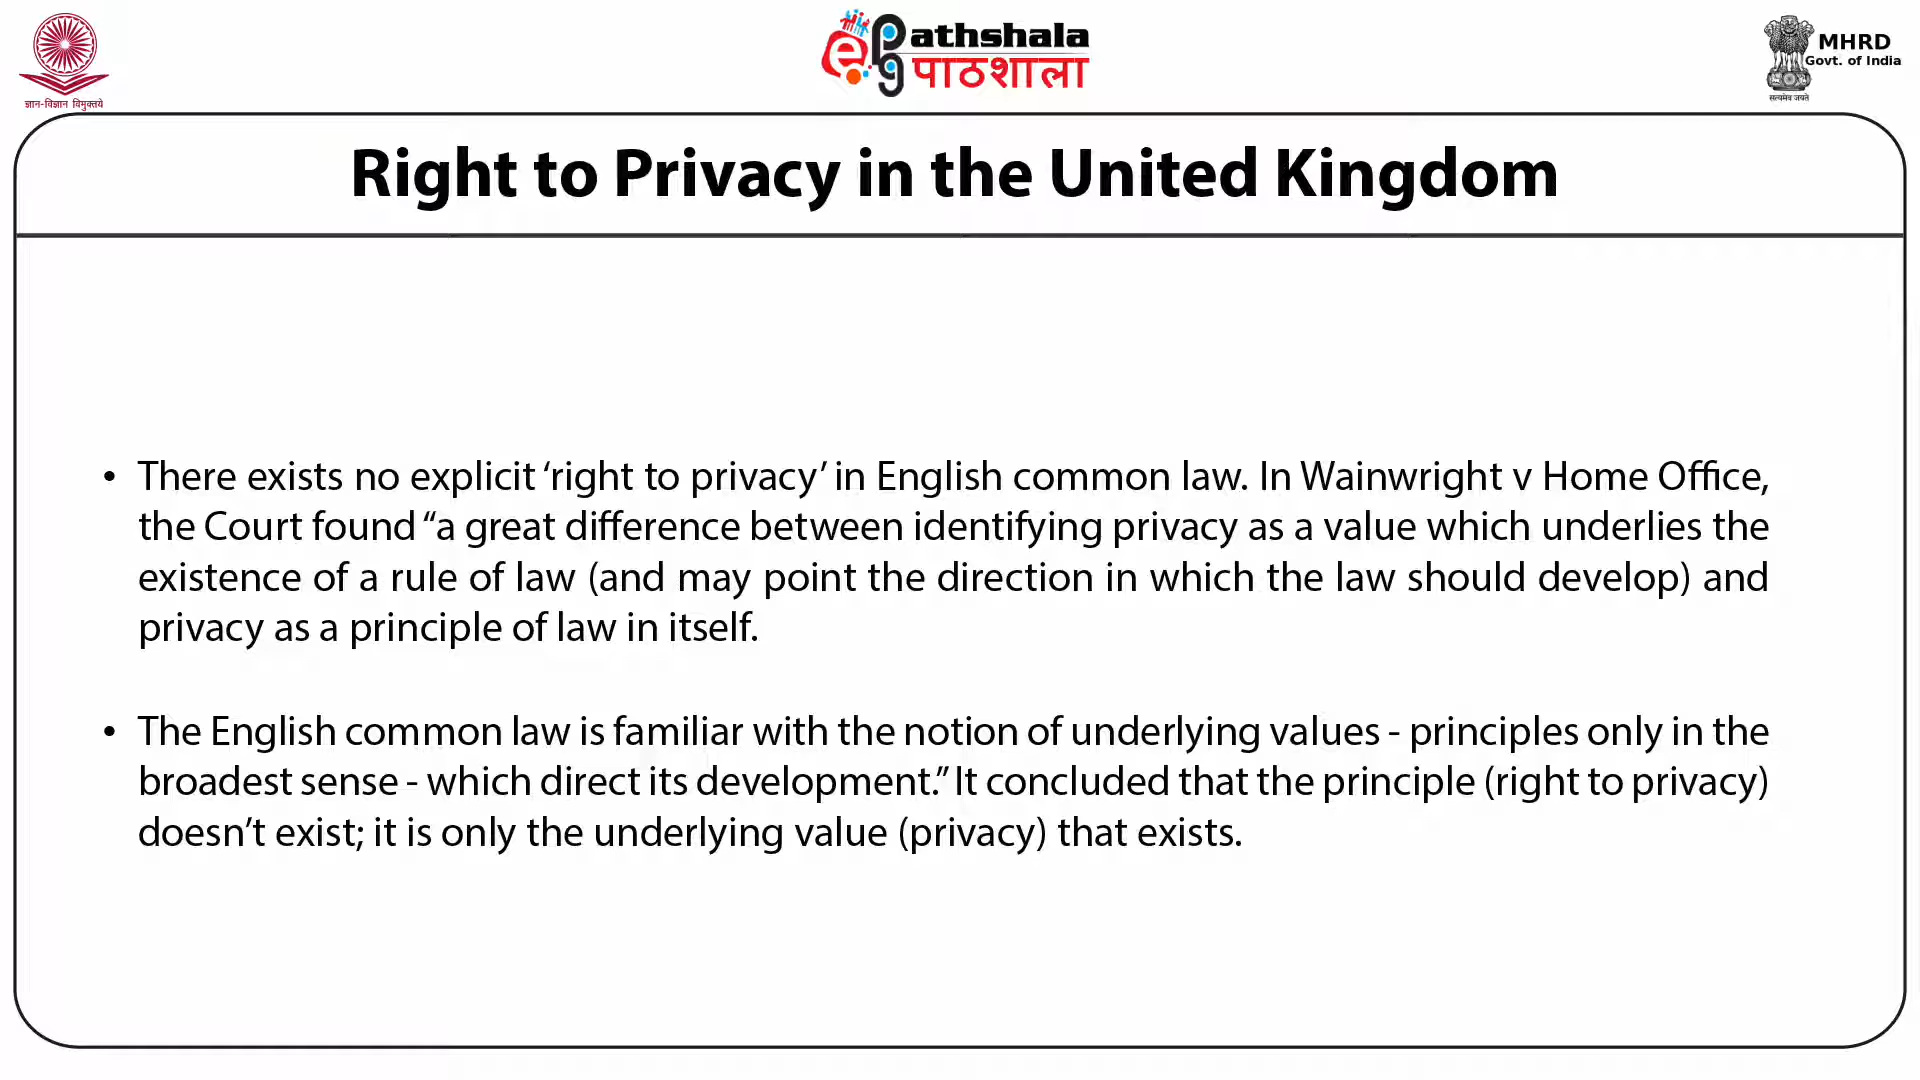 ज्ञान-विज्ञान विमुक्तये
e
Pg
athshala
पाठशाला
MHRD
Govt. of India
सत्यमेव जयते
Right to Privacy in the United Kingdom
• There exists no explicit ‘right to privacy’ in English common law. In Wainwright v Home Office,
the Court found “a great difference between identifying privacy as a value which underlies the
existence of a rule of law (and may point the direction in which the law should develop) and
privacy as a principle of law in itself.
• The English common law is familiar with the notion of underlying values - principles only in the
broadest sense - which direct its development.” It concluded that the principle (right to privacy)
doesn’t exist; it is only the underlying value (privacy) that exists.